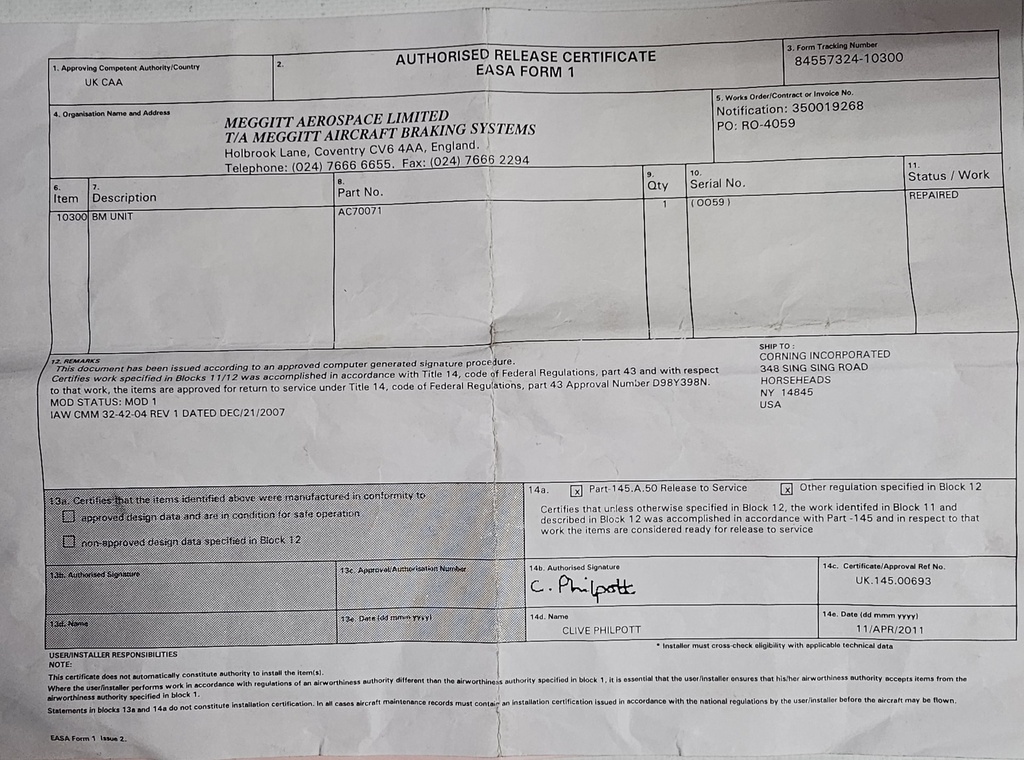 1. Approving Competent Authority/Country
UK CAA
2.
AUTHORISED RELEASE CERTIFICATE
EASA FORM 1
3. Form Tracking Number
84557324-10300
4. Organisation Name and Address
MEGGITT AEROSPACE LIMITED
T/A MEGGITT AIRCRAFT BRAKING SYSTEMS
Holbrook Lane, Coventry CV6 4AA, England.
Telephone: (024) 7666 6655. Fax: (024) 7666 2294
5. Works Order/Contract or Invoice No.
Notification: 350019268
PO: RO-4059
6. Item
7. Description
8. Part No.
9. Qty
10. Serial No.
11. Status / Work
10300 BM UNIT AC70071 1 (0059) REPAIRED
12. REMARKS
This document has been issued according to an approved computer generated signature procedure.
Certifies work specified in Blocks 11/12 was accomplished in accordance with Title 14, code of Federal Regulations, part 43 and with respect
to that work, the items are approved for return to service under Title 14, code of Federal Regulations, part 43 Approval Number D98Y398N.
MOD STATUS: MOD 1
IAW CMM 32-42-04 REV 1 DATED DEC/21/2007
SHIP TO :
CORNING INCORPORATED
348 SING SING ROAD
HORSEHEADS
NY 14845
USA
13a. Certifies that the items identified above were manufactured in conformity to
approved design data and are in condition for safe operation
non-approved design data specified in Block 12
14a. x Part-145.A.50 Release to Service x Other regulation specified in Block 12
Certifies that unless otherwise specified in Block 12, the work identifed in Block 11 and
described in Block 12 was accomplished in accordance with Part -145 and in respect to that
work the items are considered ready for release to service
13b. Authorised Signature
13c. Approval/Authorisation Number
14b. Authorised Signature
C. Philpott
14c. Certificate/Approval Ref No.
UK.145.00693
13d. Name
13e. Date (dd mmm yyyy)
14d. Name
CLIVE PHILPOTT
14e. Date (dd mmm yyyy)
11/APR/2011
* Installer must cross-check eligibility with applicable technical data
USER/INSTALLER RESPONSIBILITIES
NOTE:
This certificate does not automatically constitute authority to install the item(s).
Where the user/installer performs work in accordance with regulations of an airworthiness authority different than the airworthiness authority specified in block 1, it is essential that the user/installer ensures that his/her airworthiness authority accepts items from the
airworthiness authority specified in block 1.
Statements in blocks 13a and 14a do not constitute installation certification. In all cases aircraft maintenance records must contain an installation certification issued in accordance with the national regulations by the user/installer before the aircraft may be flown.
EASA Form 1 Issue 2.